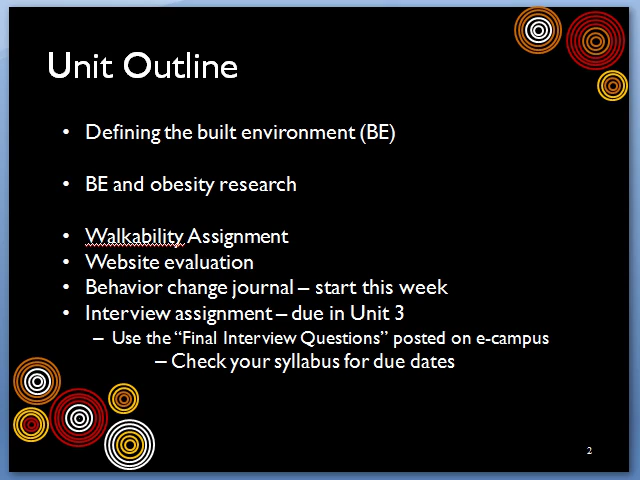 Unit Outline
• Defining the built environment (BE)
• BE and obesity research
• Walkability Assignment
• Website evaluation
• Behavior change journal – start this week
• Interview assignment – due in Unit 3
– Use the “Final Interview Questions” posted on e-campus
– Check your syllabus for due dates
2